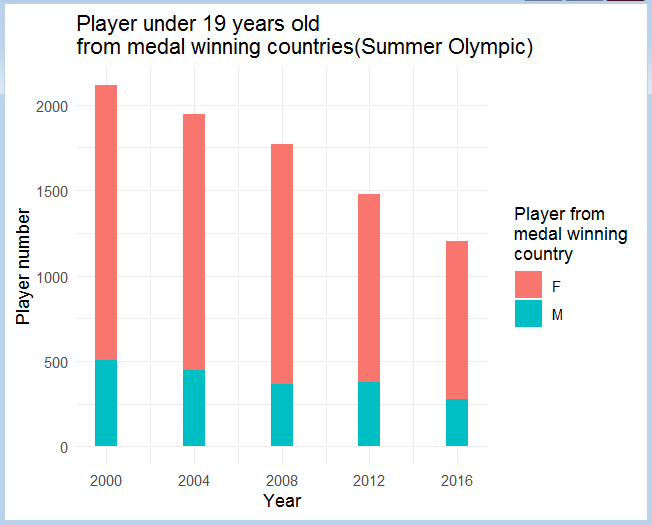 Player under 19 years old
from medal winning countries(Summer Olympic)
Player number
2000
1500
1000
500
0
2000 2004 2008 2012 2016
Year
Player from
medal winning
country
F
M